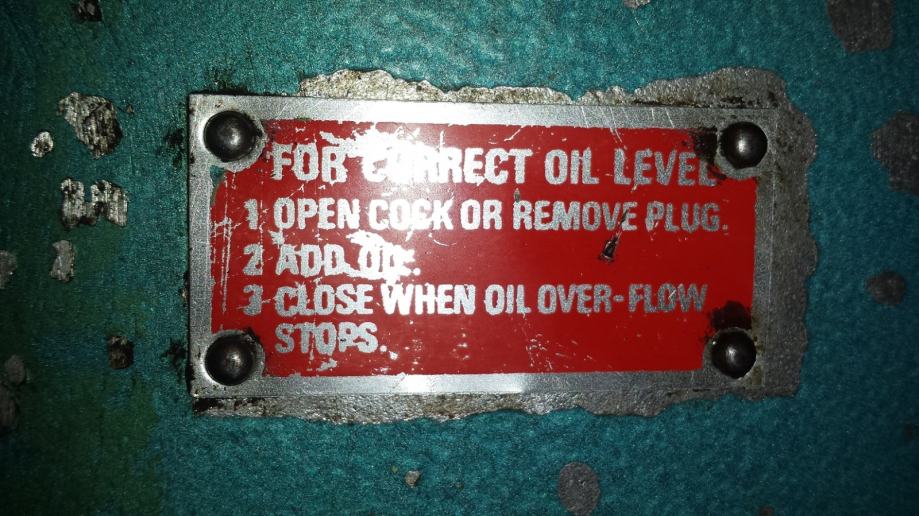 FOR CORRECT OIL LEVEL
1 OPEN COCK OR REMOVE PLUG.
2 ADD OIL.
3 CLOSE WHEN OIL OVER-FLOW
STOPS.